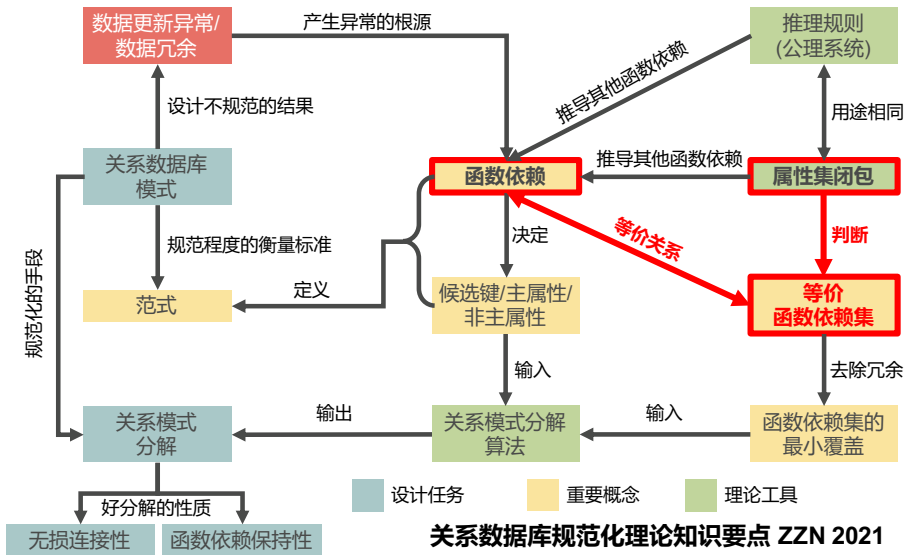 数据更新异常/
数据冗余
产生异常的根源
推理规则
(公理系统)
推导其他函数依赖
设计不规范的结果
用途相同
关系数据库
模式
函数依赖
推导其他函数依赖
属性集闭包
规范化的手段
规范程度的衡量标准
决定
等价关系
判断
范式
定义
候选键/主属性/
非主属性
等价
函数依赖集
输入
去除冗余
关系模式
分解
输出
关系模式分解
算法
输入
函数依赖集的
最小覆盖
好分解的性质
设计任务
重要概念
理论工具
无损连接性
函数依赖保持性
关系数据库规范化理论知识要点 ZZN 2021